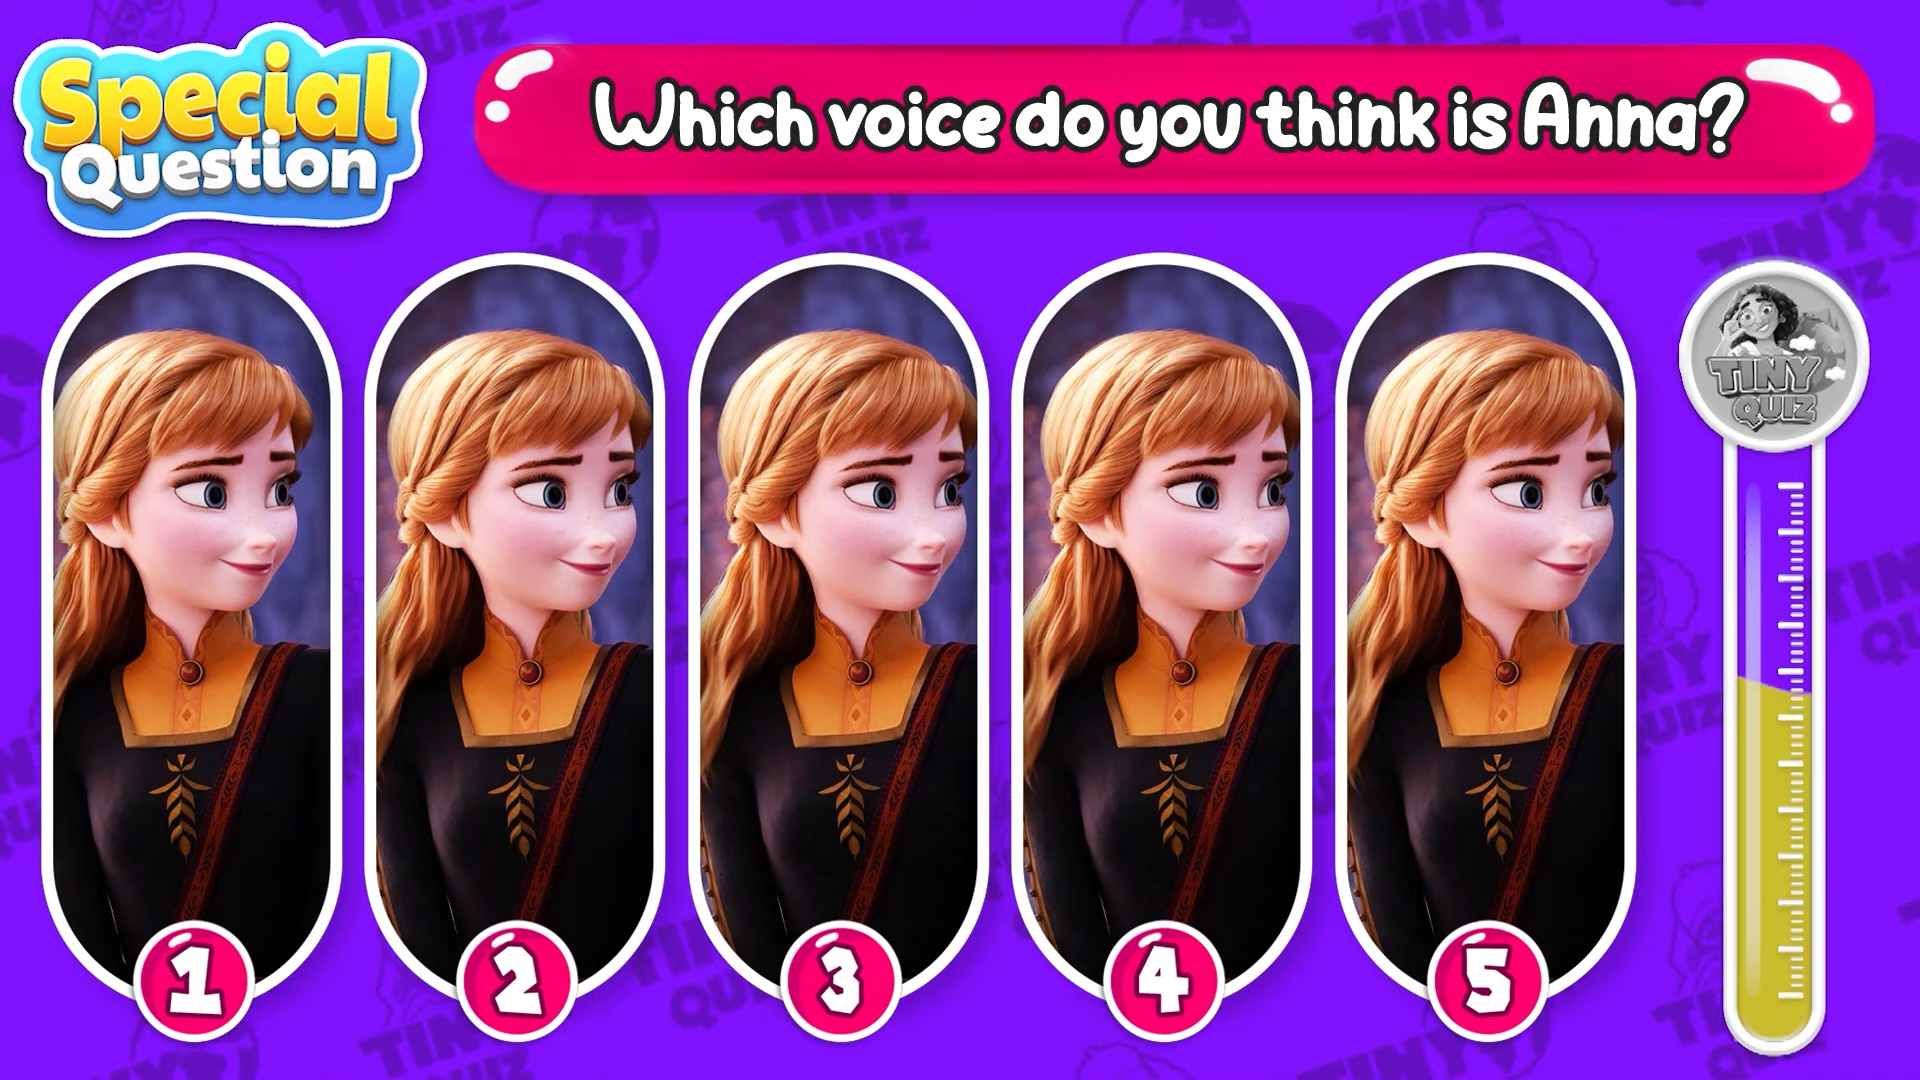 Special
Question
Which voice do you think is Anna?
TINY
QUIZ
1
2
3
4
5